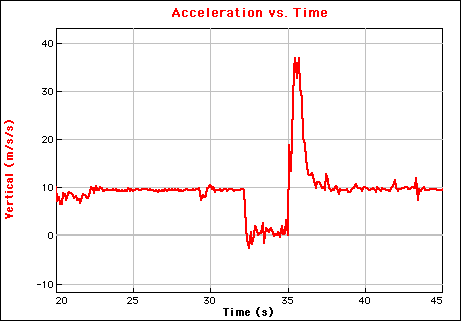 Acceleration vs. Time
Vertical (m/s/s)
40
30
20
10
0
-10
20 25 30 35 40 45
Time (s)